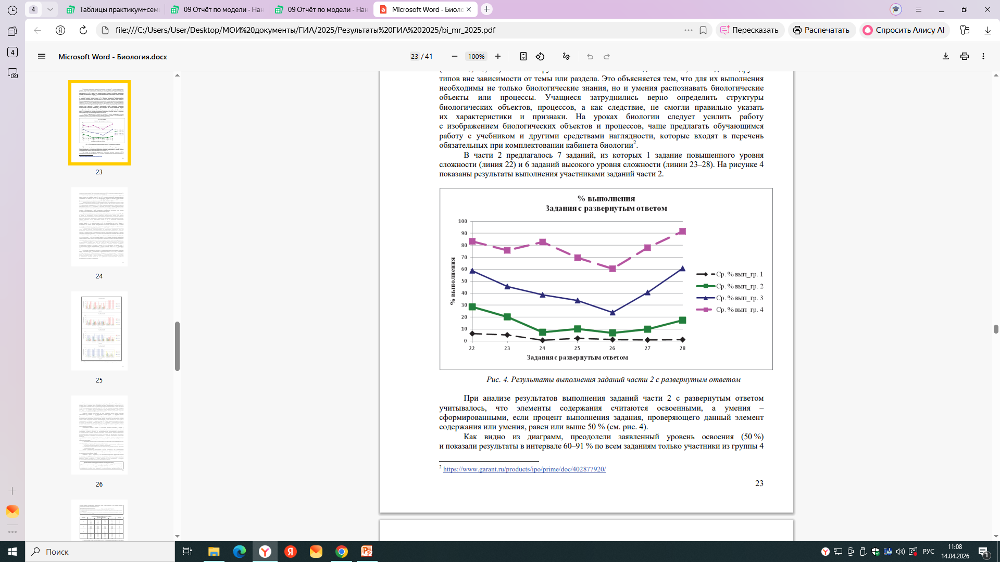 4
Таблицы практикум+сем
09 Отчёт по модели - Нан
09 Отчёт по модели - Нан
Microsoft Word - Биоло
file:///C:/Users/User/Desktop/МОИ%20документы/ГИА/2025/Результаты%20ГИА%202025/bi_mr_2025.pdf
Пересказать
Распечатать
Спросить Алису AI
4
Microsoft Word - Биология.docx
23 / 41
100%
23
24
25
26
типов вне зависимости от темы или раздела. Это объясняется тем, что для их выполнения
необходимы не только биологические знания, но и умения распознавать биологические
объекты или процессы. Учащиеся затруднились верно определить структуры
биологических объектов, процессов, а как следствие, не смогли правильно указать
их характеристики и признаки. На уроках биологии следует усилить работу
с изображением биологических объектов и процессов, чаще предлагать обучающимся
работу с учебником и другими средствами наглядности, которые входят в перечень
обязательных при комплектовании кабинета биологии2.
В части 2 предлагалось 7 заданий, из которых 1 задание повышенного уровня
сложности (линия 22) и 6 заданий высокого уровня сложности (линии 23–28). На рисунке 4
показаны результаты выполнения участниками заданий части 2.
% выполнения
Задания с развернутым ответом
100
90
80
70
60
50
40
30
20
10
0
% выполнения
22 23 24 25 26 27 28
Задания с развернутым ответом
Ср. % вып_гр. 1
Ср. % вып_гр. 2
Ср. % вып_гр. 3
Ср. % вып_гр. 4
Рис. 4. Результаты выполнения заданий части 2 с развернутым ответом
При анализе результатов выполнения заданий части 2 с развернутым ответом
учитывалось, что элементы содержания считаются освоенными, а умения –
сформированными, если процент выполнения задания, проверяющего данный элемент
содержания или умения, равен или выше 50 % (см. рис. 4).
Как видно из диаграмм, преодолели заявленный уровень освоения (50 %)
и показали результаты в интервале 60–91 % по всем заданиям только участники из группы 4
2 https://www.garant.ru/products/ipo/prime/doc/402877920/
23
Поиск
РУС
11:08
14.04.2026
1